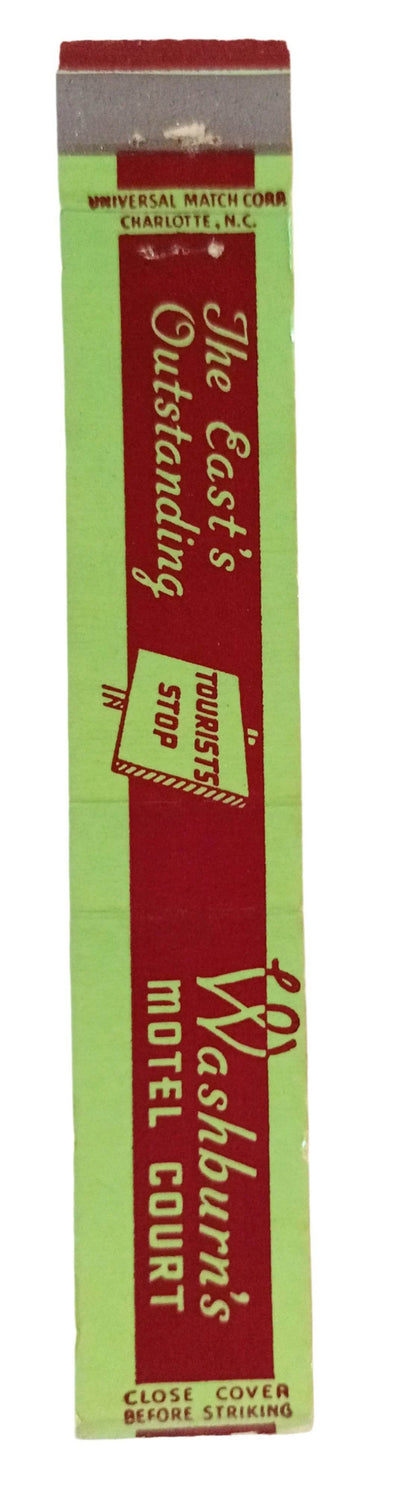 UNIVERSAL MATCH CORP.
CHARLOTTE, N.C.
The East's
Outstanding
TOURISTS
STOP
Washburn's
MOTEL COURT
CLOSE COVER
BEFORE STRIKING